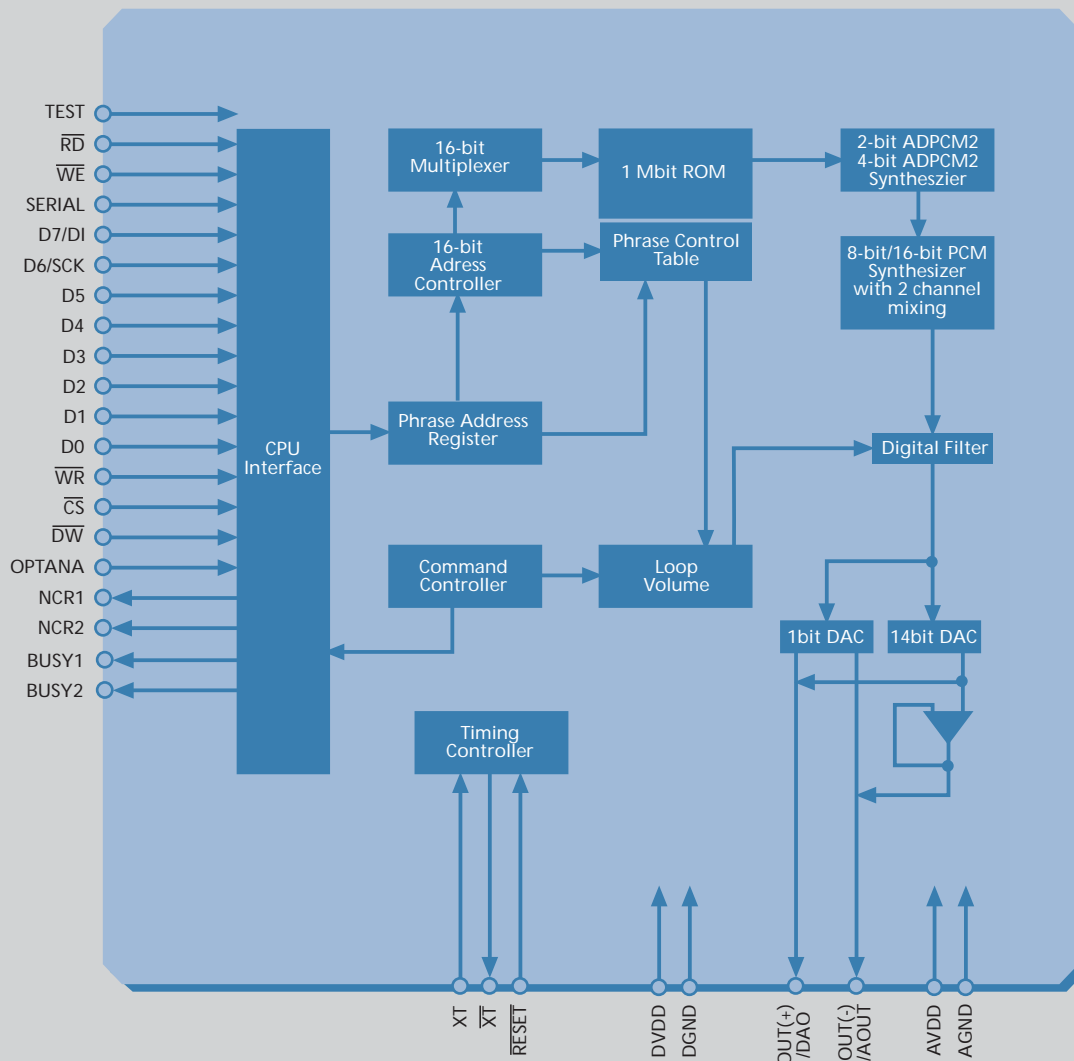 TEST
RD
WE
SERIAL
D7/DI
D6/SCK
D5
D4
D3
D2
D1
D0
WR
CS
DW
OPTANA
NCR1
NCR2
BUSY1
BUSY2
CPU
Interface
16-bit
Multiplexer
1 Mbit ROM
2-bit ADPCM2
4-bit ADPCM2
Syntheszier
16-bit
Adress
Controller
Phrase Control
Table
8-bit/16-bit PCM
Synthesizer
with 2 channel
mixing
Phrase Address
Register
Digital Filter
Command
Controller
Loop
Volume
1bit DAC
14bit DAC
Timing
Controller
XT
XT
RESET
DVDD
DGND
OUT(+)
/DAO
OUT(-)
/AOUT
AVDD
AGND